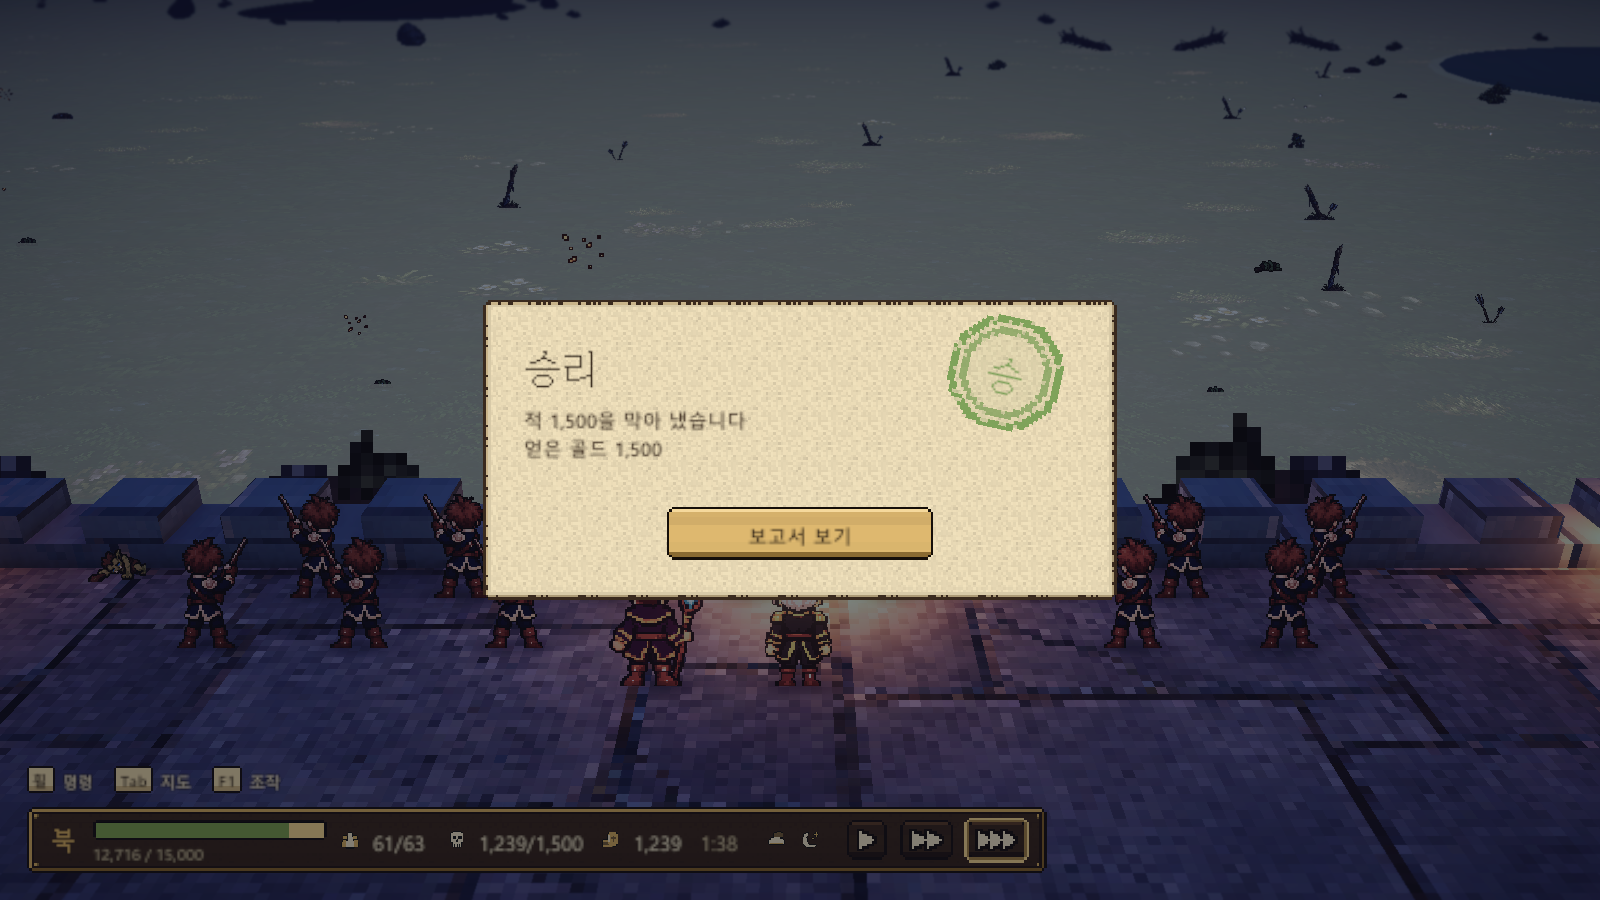 승리
승
적 1,500을 막아 냈습니다
얻은 골드 1,500
보고서 보기
휠 명령 Tab 지도 F1 조작
북
12,716 / 15,000
61/63
1,239/1,500
1,239
1:38